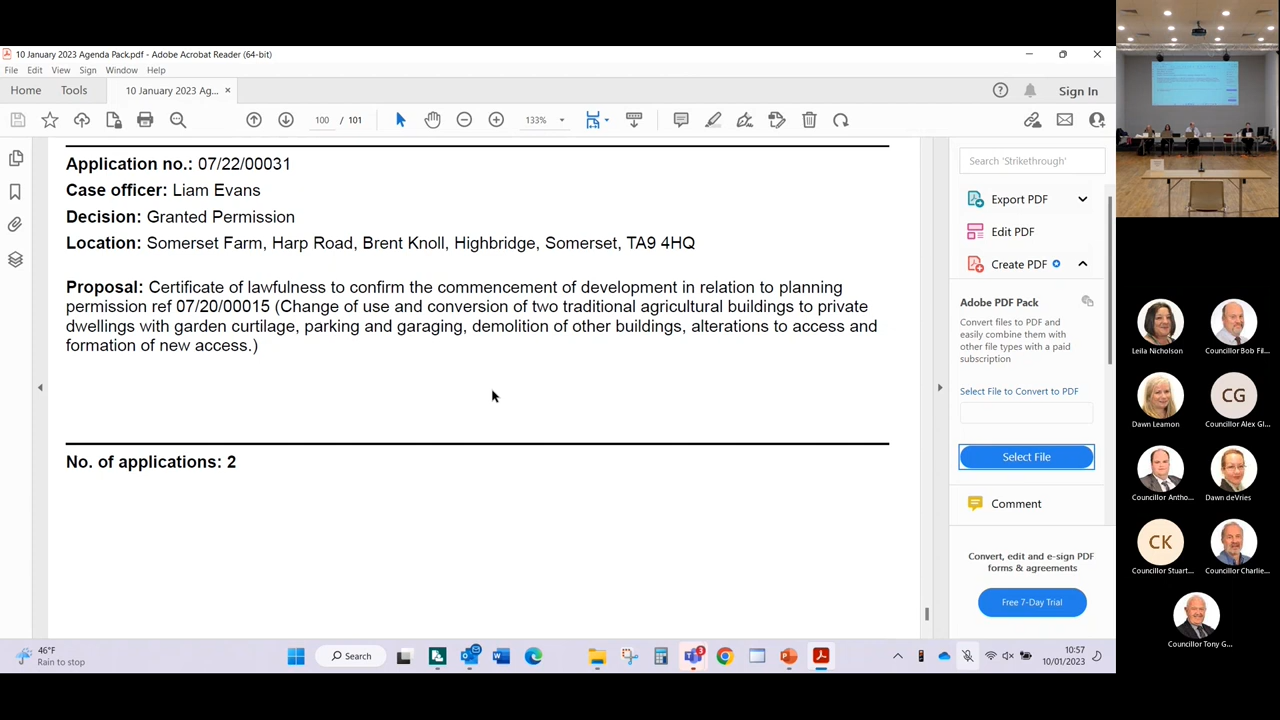 10 January 2023 Agenda Pack.pdf - Adobe Acrobat Reader (64-bit)
File Edit View Sign Window Help
Home Tools 10 January 2023 Ag... × Sign In
100 / 101 133%
Application no.: 07/22/00031
Case officer: Liam Evans
Decision: Granted Permission
Location: Somerset Farm, Harp Road, Brent Knoll, Highbridge, Somerset, TA9 4HQ
Proposal: Certificate of lawfulness to confirm the commencement of development in relation to planning
permission ref 07/20/00015 (Change of use and conversion of two traditional agricultural buildings to private
dwellings with garden curtilage, parking and garaging, demolition of other buildings, alterations to access and
formation of new access.)
No. of applications: 2
Search 'Strikethrough'
Export PDF
Edit PDF
Create PDF
Adobe PDF Pack
Convert files to PDF and
easily combine them with
other file types with a paid
subscription
Select File to Convert to PDF
Select File
Comment
Convert, edit and e-sign PDF
forms & agreements
Free 7-Day Trial
Leila Nicholson
Councillor Bob Fil...
Dawn Leamon
CG
Councillor Alex Gl...
Councillor Antho...
Dawn deVries
CK
Councillor Stuart...
Councillor Charlie...
Councillor Tony G...
46°F
Rain to stop
Search
3
10:57
10/01/2023